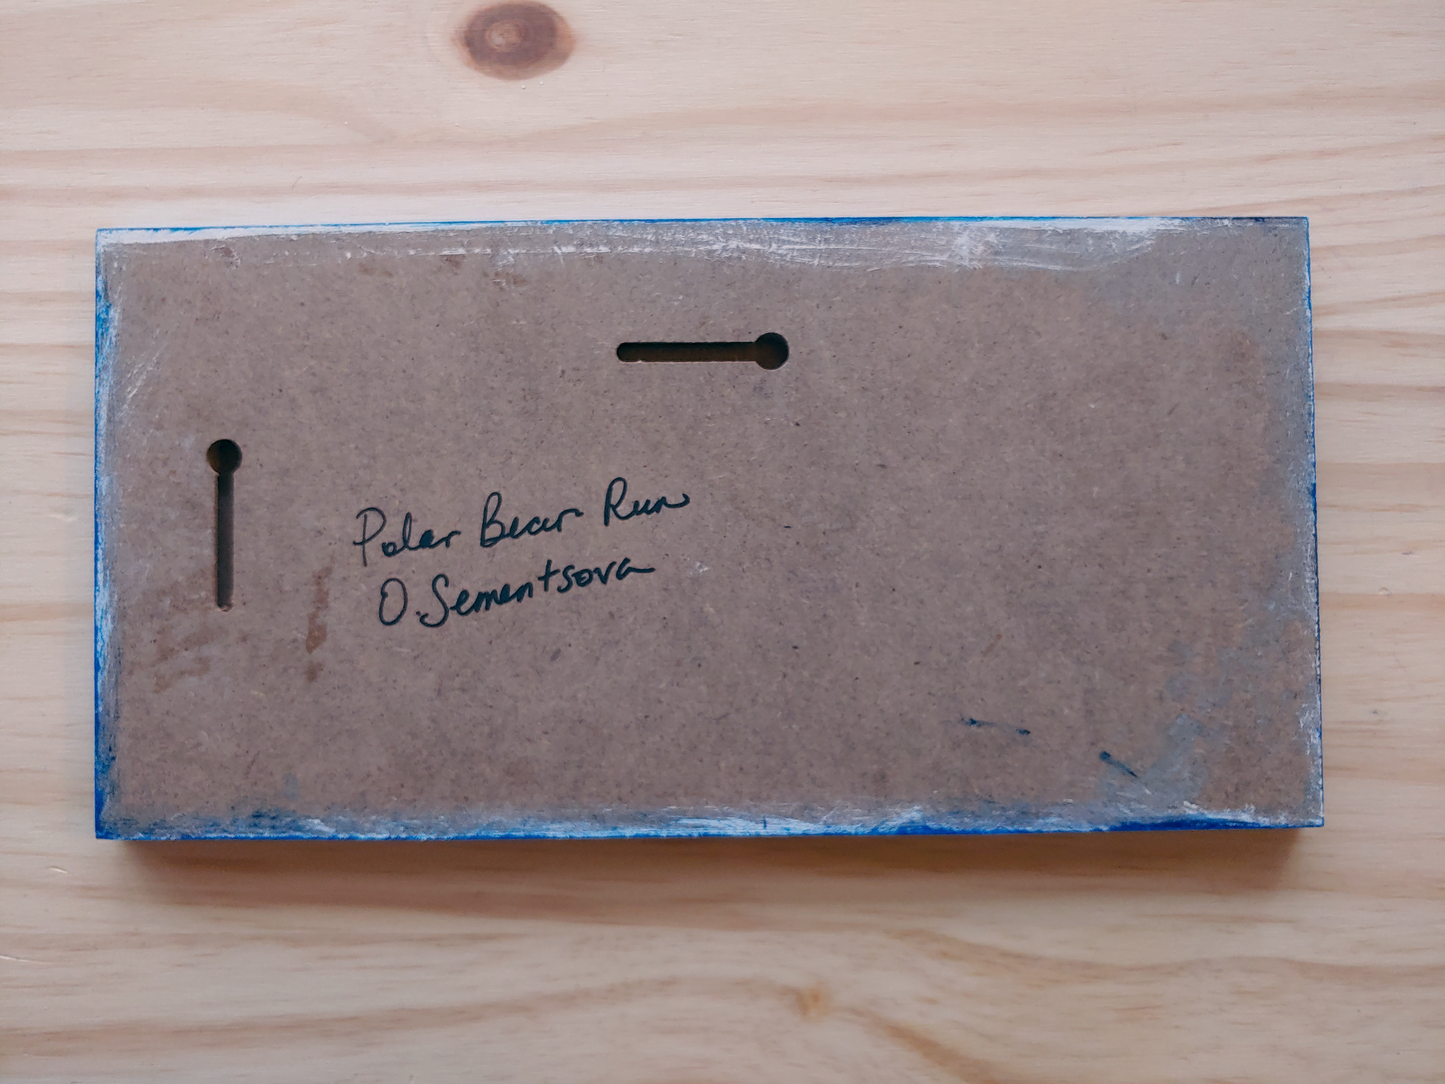 Polar Bear Run
O. Sementsova